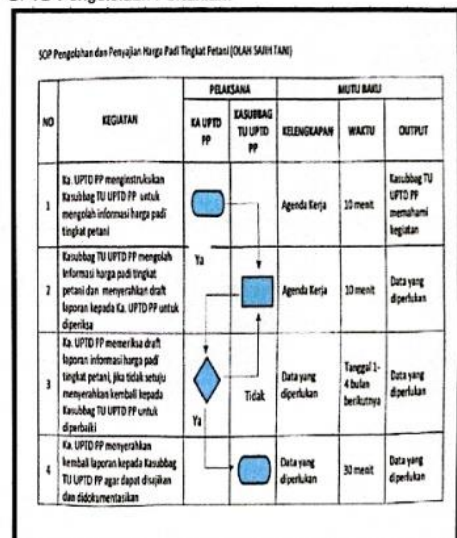 SOP Pengolahan dan Penyajian Harga Padi Tingkat Petani (OLAH SAJIH TANI)
NO
KEGIATAN
PELAKSANA
MUTU BAKU
KA UPTD
PP
KASUBBAG
TU UPTD
PP
KELENGKAPAN
WAKTU
OUTPUT
1
Ka. UPTD PP menginstruksikan
Kasubbag TU UPTD PP untuk
mengolah informasi harga padi
tingkat petani
Agenda Kerja
10 menit
Kasubbag TU
UPTD PP
memahami
kegiatan
Ya
2
Kasubbag TU UPTD PP mengolah
Informasi harga padi tingkat
petani dan menyerahkan draft
laporan kepada Ka. UPTD PP untuk
diperiksa
Agenda Kerja
10 menit
Data yang
diperlukan
3
Ka. UPTD PP memeriksa draft
laporan informasi harga padi
tingkat petani, jika tidak setuju
menyerahkan kembali kepada
Kasubbag TU UPTD PP untuk
diperbaiki
Ya
Tidak
Data yang
diperlukan
Tanggal 1-
4 bulan
berikutnya
Data yang
diperlukan
4
Ka. UPTD PP menyerahkan
kembali laporan kepada Kasubbag
TU UPTD PP agar dapat disajikan
dan didokumentasikan
Data yang
diperlukan
30 menit
Data yang
diperlukan